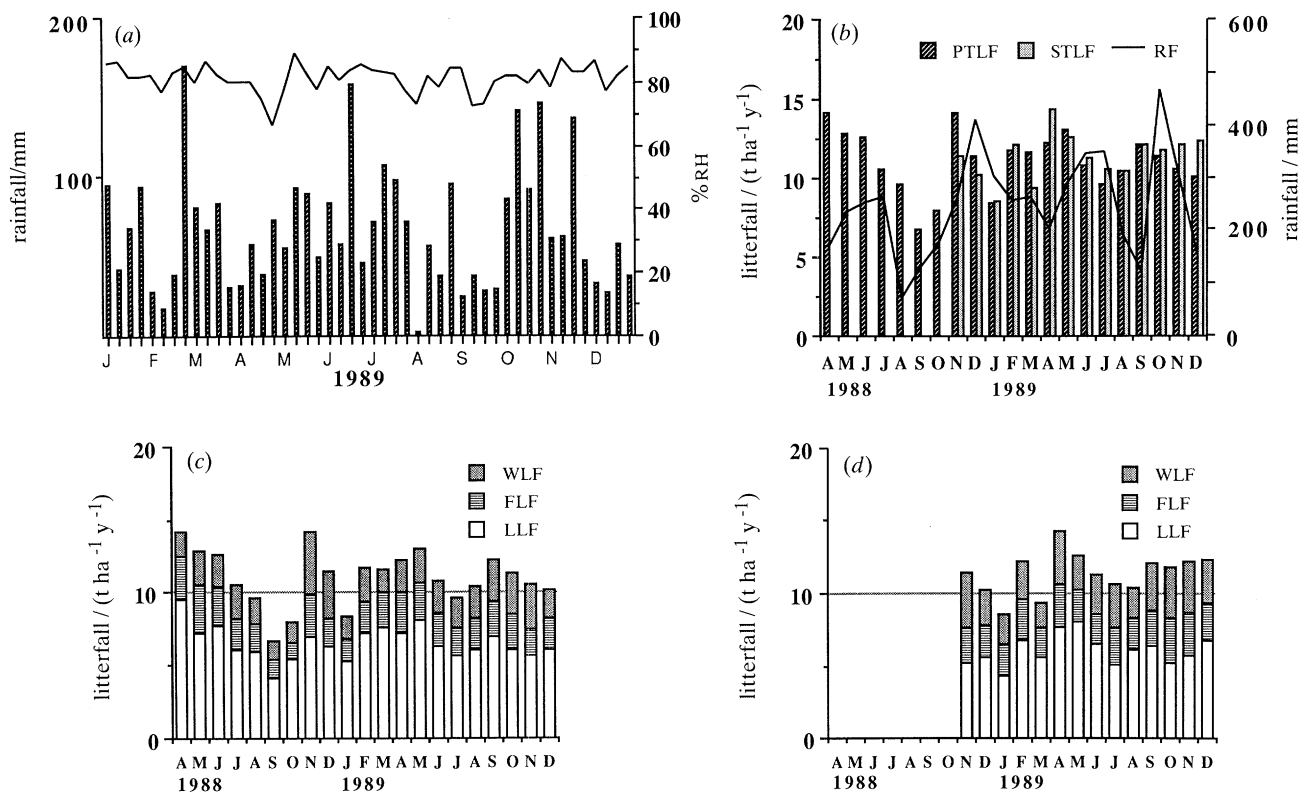 (a)
200
100
rainfall/mm
100
80
60
40
20
0
%RH
J F M A M J J A S O N D
1989
(b)
PTLF STLF RF
20
15
10
5
0
litterfall / (t ha⁻¹ y⁻¹)
600
400
200
0
rainfall / mm
A M J J A S O N D J F M A M J J A S O N D
1988 1989
(c)
WLF
FLF
LLF
20
10
0
litterfall / (t ha⁻¹ y⁻¹)
A M J J A S O N D J F M A M J J A S O N D
1988 1989
(d)
WLF
FLF
LLF
20
10
0
litterfall / (t ha⁻¹ y⁻¹)
A M J J A S O N D J F M A M J J A S O N D
1988 1989